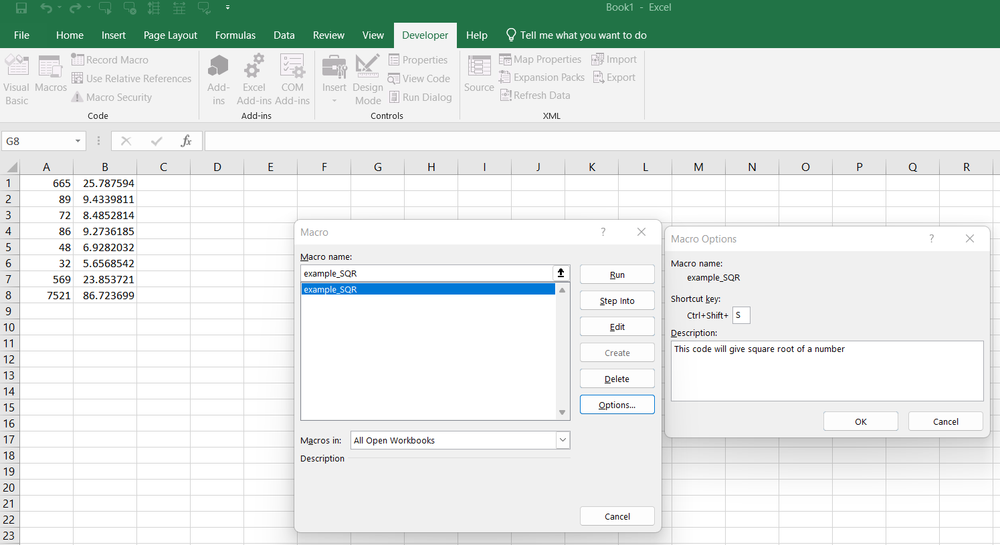 Book1 - Excel
File Home Insert Page Layout Formulas Data Review View Developer Help Tell me what you want to do
Visual Basic
Macros
Record Macro
Use Relative References
Macro Security
Code
Add-ins
Excel Add-ins
COM Add-ins
Add-ins
Insert
Design Mode
Properties
View Code
Run Dialog
Controls
Source
Map Properties
Expansion Packs
Refresh Data
Import
Export
XML
G8
fx
A B C D E F G H I J K L M N O P Q R
1 665 25.787594
2 89 9.4339811
3 72 8.4852814
4 86 9.2736185
5 48 6.9282032
6 32 5.6568542
7 569 23.853721
8 7521 86.723699
9
10
11
12
13
14
15
16
17
18
19
20
21
22
23
Macro ?
Macro name:
example_SQR
example_SQR
Run
Step Into
Edit
Create
Delete
Options...
Macros in: All Open Workbooks
Description
Cancel
Macro Options ?
Macro name:
example_SQR
Shortcut key:
Ctrl+Shift+ S
Description:
This code will give square root of a number
OK Cancel